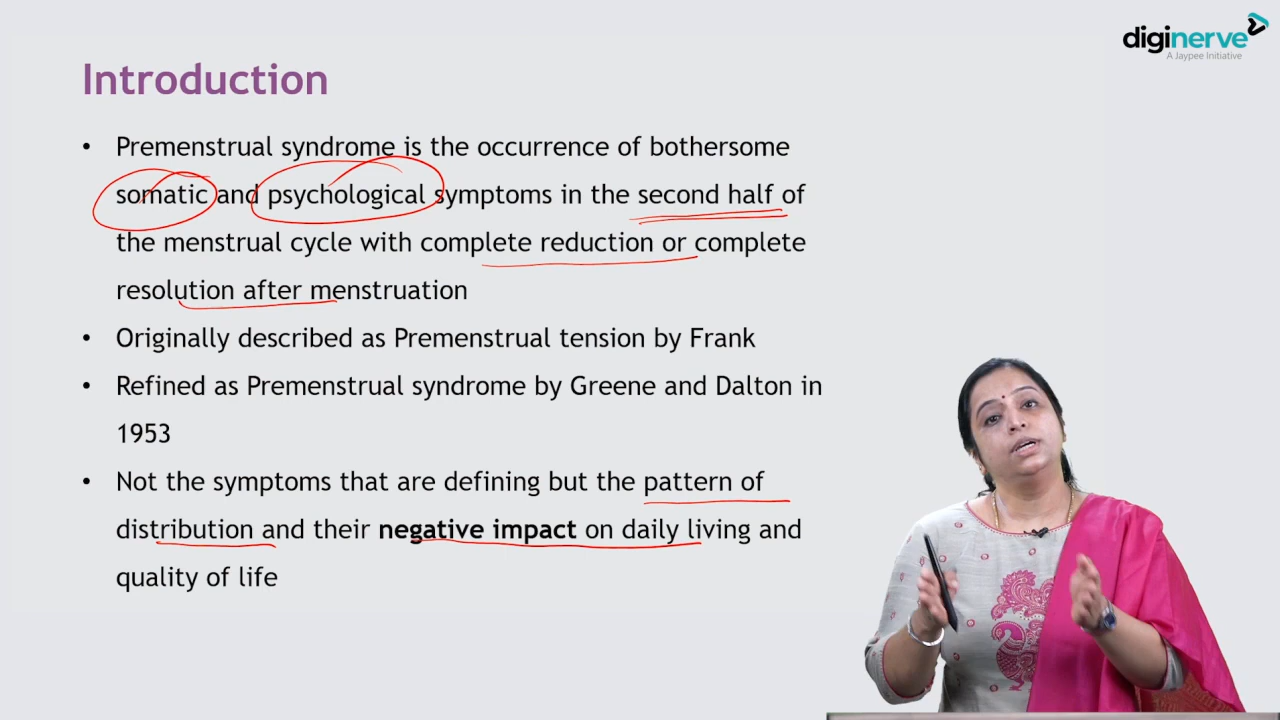 diginerve
A Jaypee Initiative
Introduction
• Premenstrual syndrome is the occurrence of bothersome
somatic and psychological symptoms in the second half of
the menstrual cycle with complete reduction or complete
resolution after menstruation
• Originally described as Premenstrual tension by Frank
• Refined as Premenstrual syndrome by Greene and Dalton in
1953
• Not the symptoms that are defining but the pattern of
distribution and their negative impact on daily living and
quality of life